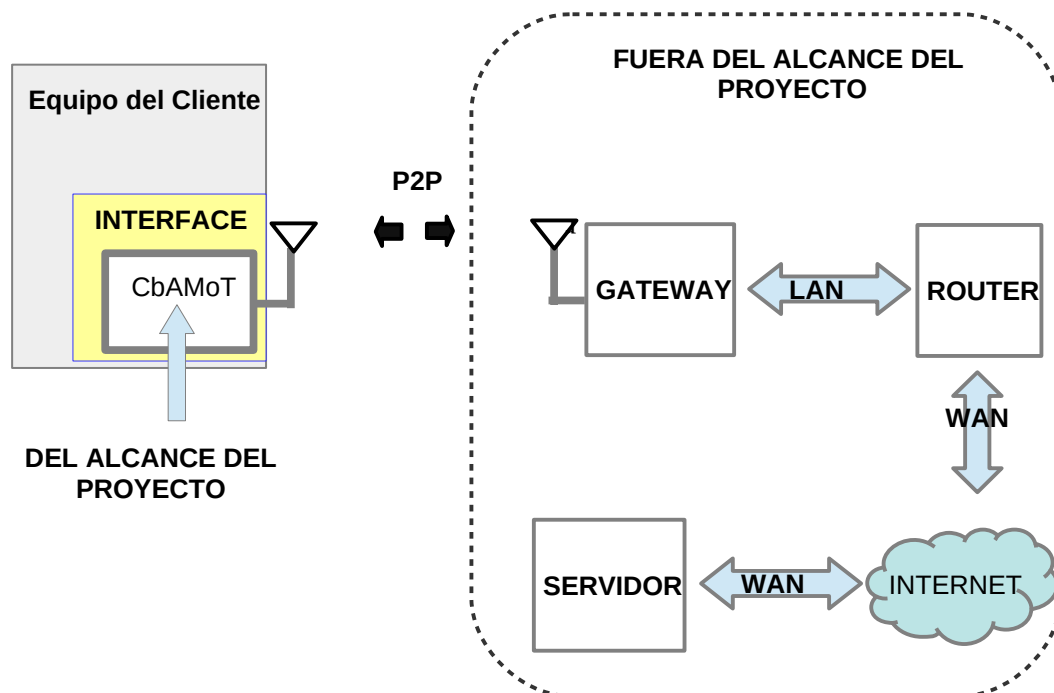 FUERA DEL ALCANCE DEL
PROYECTO
Equipo del Cliente
P2P
INTERFACE
CbAMoT
GATEWAY
LAN
ROUTER
WAN
DEL ALCANCE DEL
PROYECTO
SERVIDOR
WAN
INTERNET